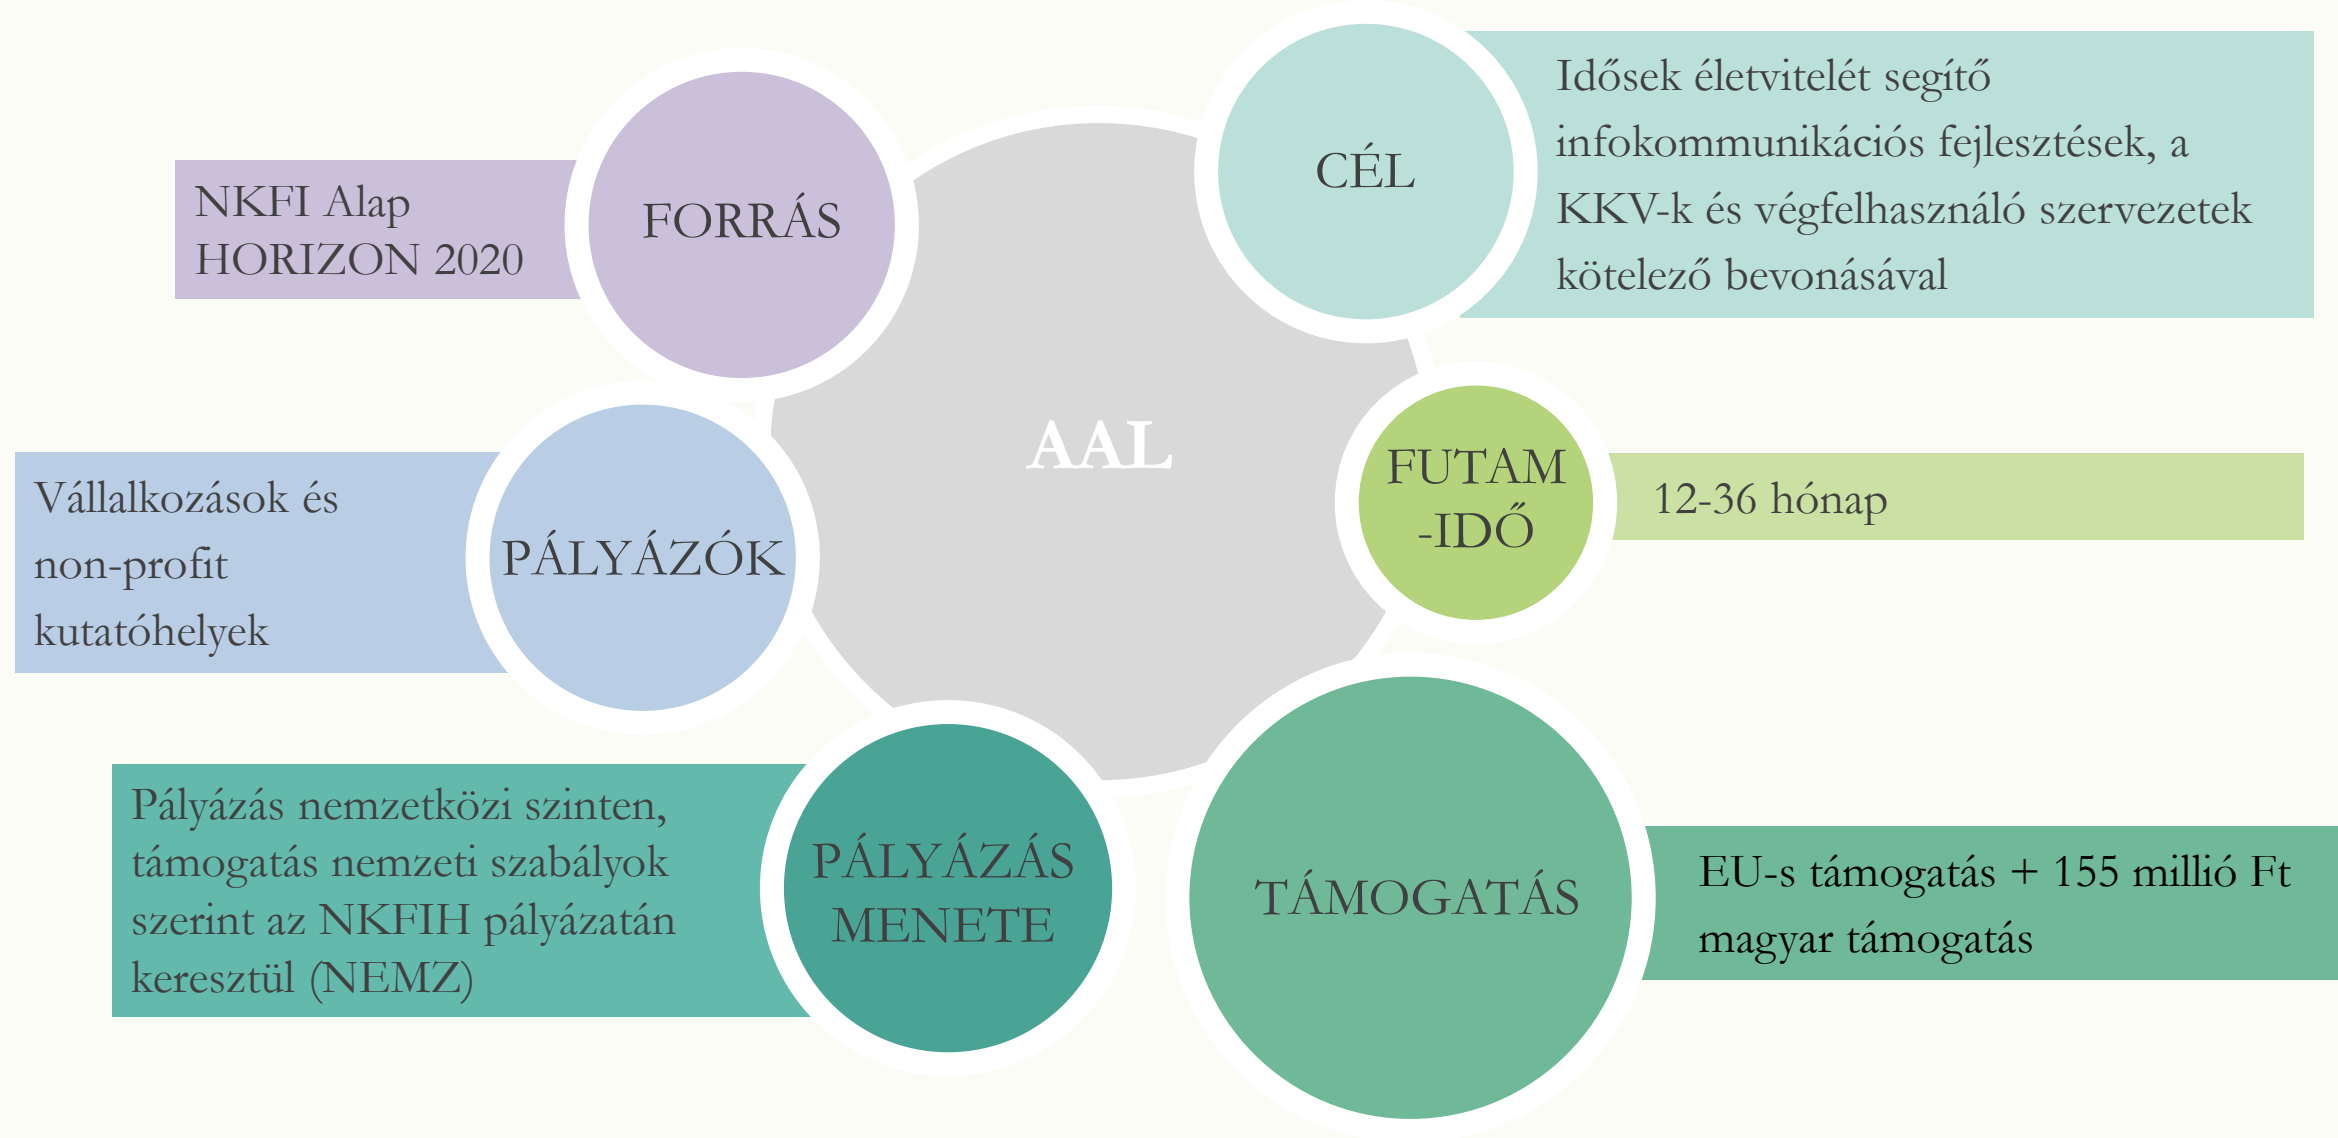 AAL
CÉL
Idősek életvitelét segítő
infokommunikációs fejlesztések, a
KKV-k és végfelhasználó szervezetek
kötelező bevonásával
FUTAM
-IDŐ
12-36 hónap
TÁMOGATÁS
EU-s támogatás + 155 millió Ft
magyar támogatás
PÁLYÁZÁS
MENETE
Pályázás nemzetközi szinten,
támogatás nemzeti szabályok
szerint az NKFIH pályázatán
keresztül (NEMZ)
PÁLYÁZÓK
Vállalkozások és
non-profit
kutatóhelyek
FORRÁS
NKFI Alap
HORIZON 2020